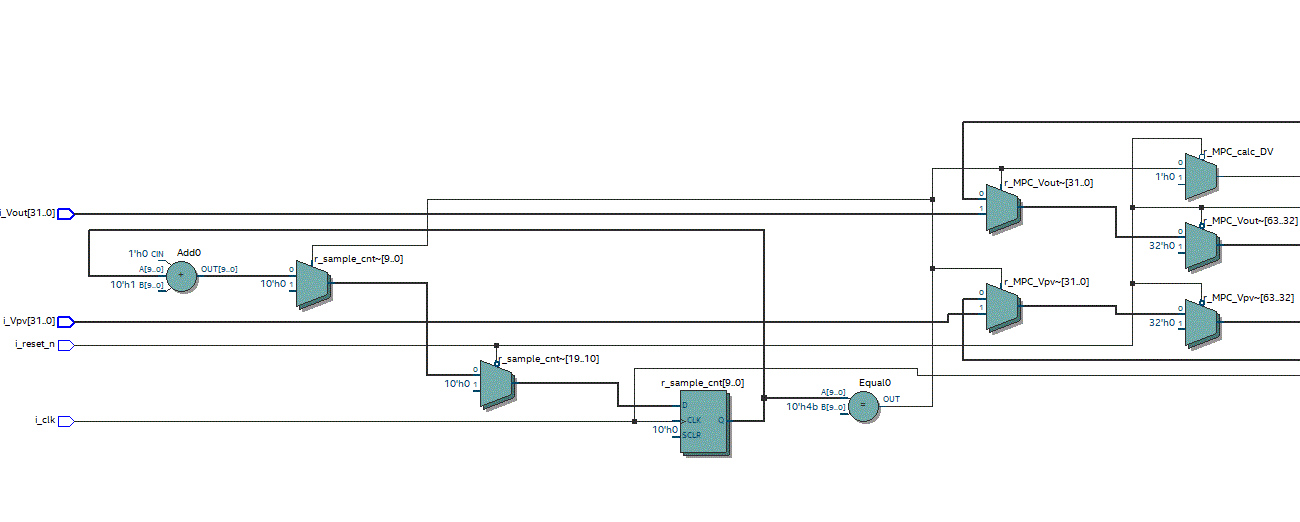 r_MPC_calc_DV
0
1'h0 1
r_MPC_Vout~[31..0]
0
1
i_Vout[31..0]
r_MPC_Vout~[63..32]
0
32'h0 1
1'h0 CIN
Add0
A[9..0]
+
OUT[9..0]
10'h1 B[9..0]
r_sample_cnt~[9..0]
0
10'h0 1
r_MPC_Vpv~[31..0]
0
1
r_MPC_Vpv~[63..32]
0
32'h0 1
i_Vpv[31..0]
i_reset_n
r_sample_cnt~[19..10]
0
10'h0 1
r_sample_cnt[9..0]
D
CLK
Q
10'h0
SCLR
Equal0
A[9..0]
=
OUT
10'h4b B[9..0]
i_clk